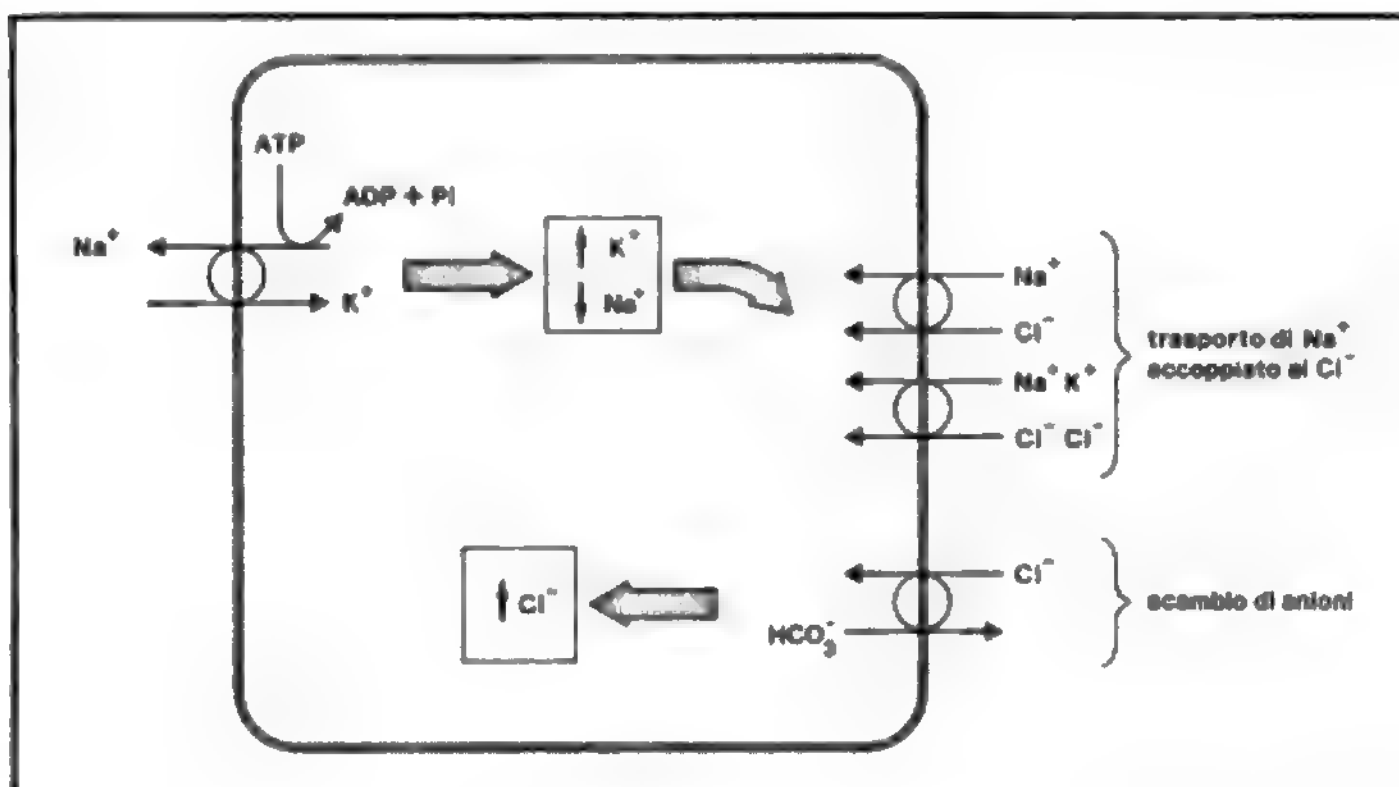 ATP
ADP + Pi
Na⁺
K⁺
K⁺
Na⁺
Na⁺
Cl⁻
Na⁺ K⁺
Cl⁻ Cl⁻
trasporto di Na⁺
accoppiato al Cl⁻
Cl⁻
Cl⁻
HCO₃⁻
scambio di anioni